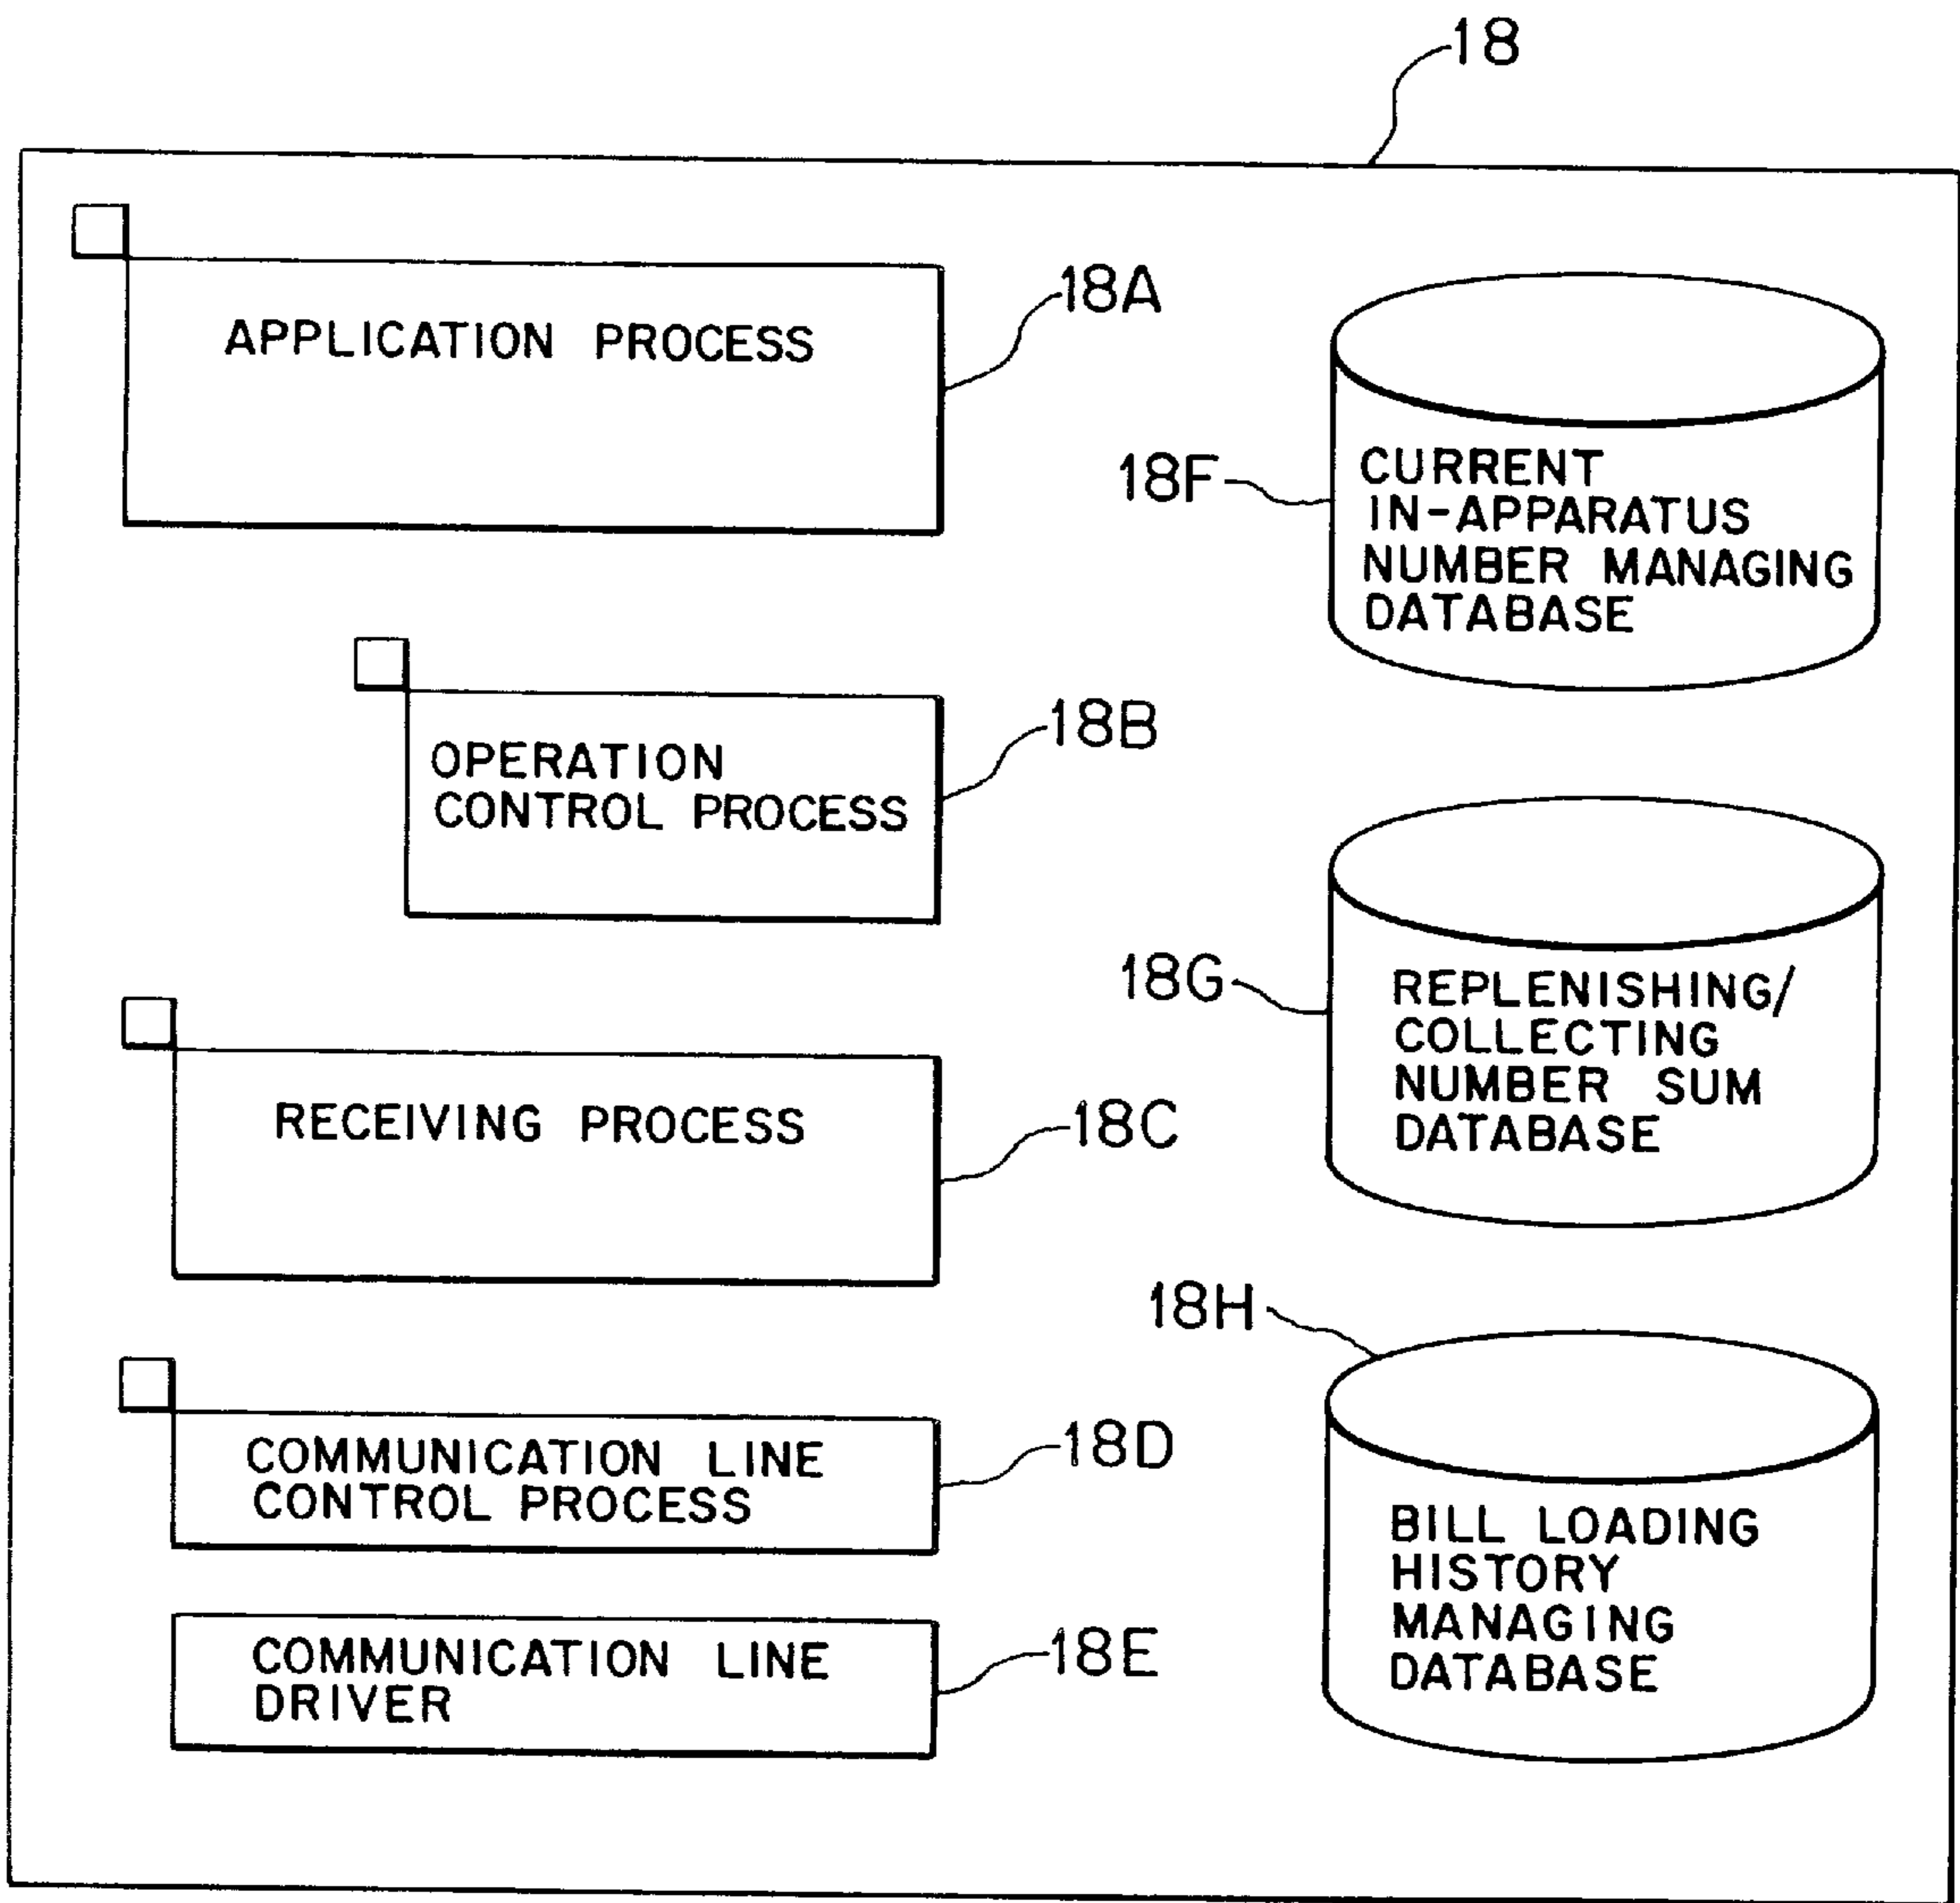 18
APPLICATION PROCESS
18A
OPERATION
CONTROL PROCESS
18B
RECEIVING PROCESS
18C
COMMUNICATION LINE
CONTROL PROCESS
18D
COMMUNICATION LINE
DRIVER
18E
18F
CURRENT
IN-APPARATUS
NUMBER MANAGING
DATABASE
18G
REPLENISHING/
COLLECTING
NUMBER SUM
DATABASE
18H
BILL LOADING
HISTORY
MANAGING
DATABASE